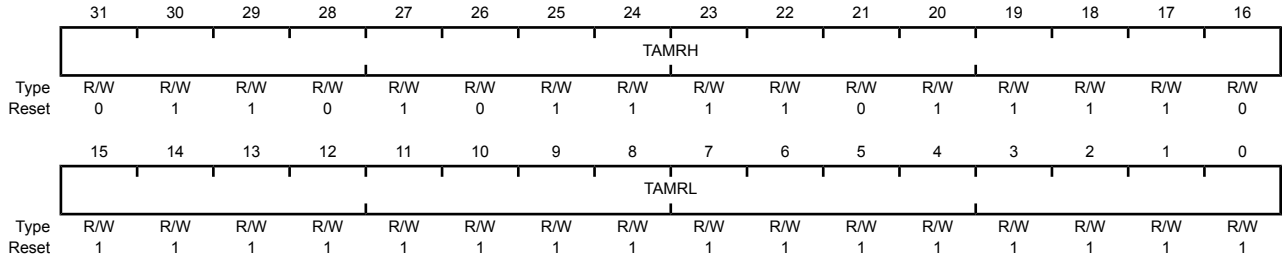 31 30 29 28 27 26 25 24 23 22 21 20 19 18 17 16
TAMRH
Type R/W R/W R/W R/W R/W R/W R/W R/W R/W R/W R/W R/W R/W R/W R/W R/W
Reset 0 1 1 0 1 0 1 1 1 1 0 1 1 1 1 0
15 14 13 12 11 10 9 8 7 6 5 4 3 2 1 0
TAMRL
Type R/W R/W R/W R/W R/W R/W R/W R/W R/W R/W R/W R/W R/W R/W R/W R/W
Reset 1 1 1 1 1 1 1 1 1 1 1 1 1 1 1 1